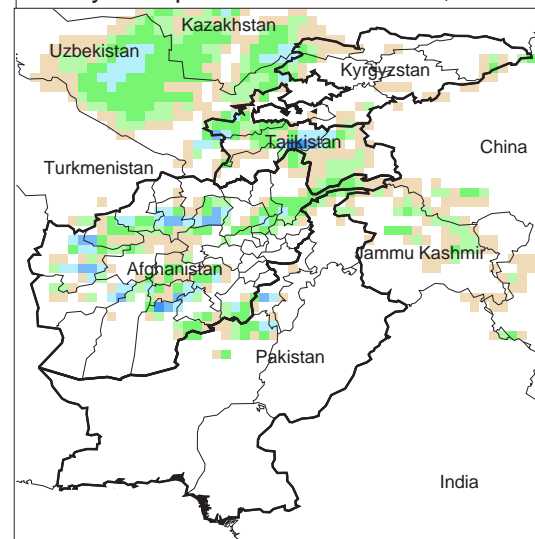 Kazakhstan
Uzbekistan
Kyrgyzstan
Tajikistan
China
Turkmenistan
Jammu Kashmir
Afghanistan
Pakistan
India